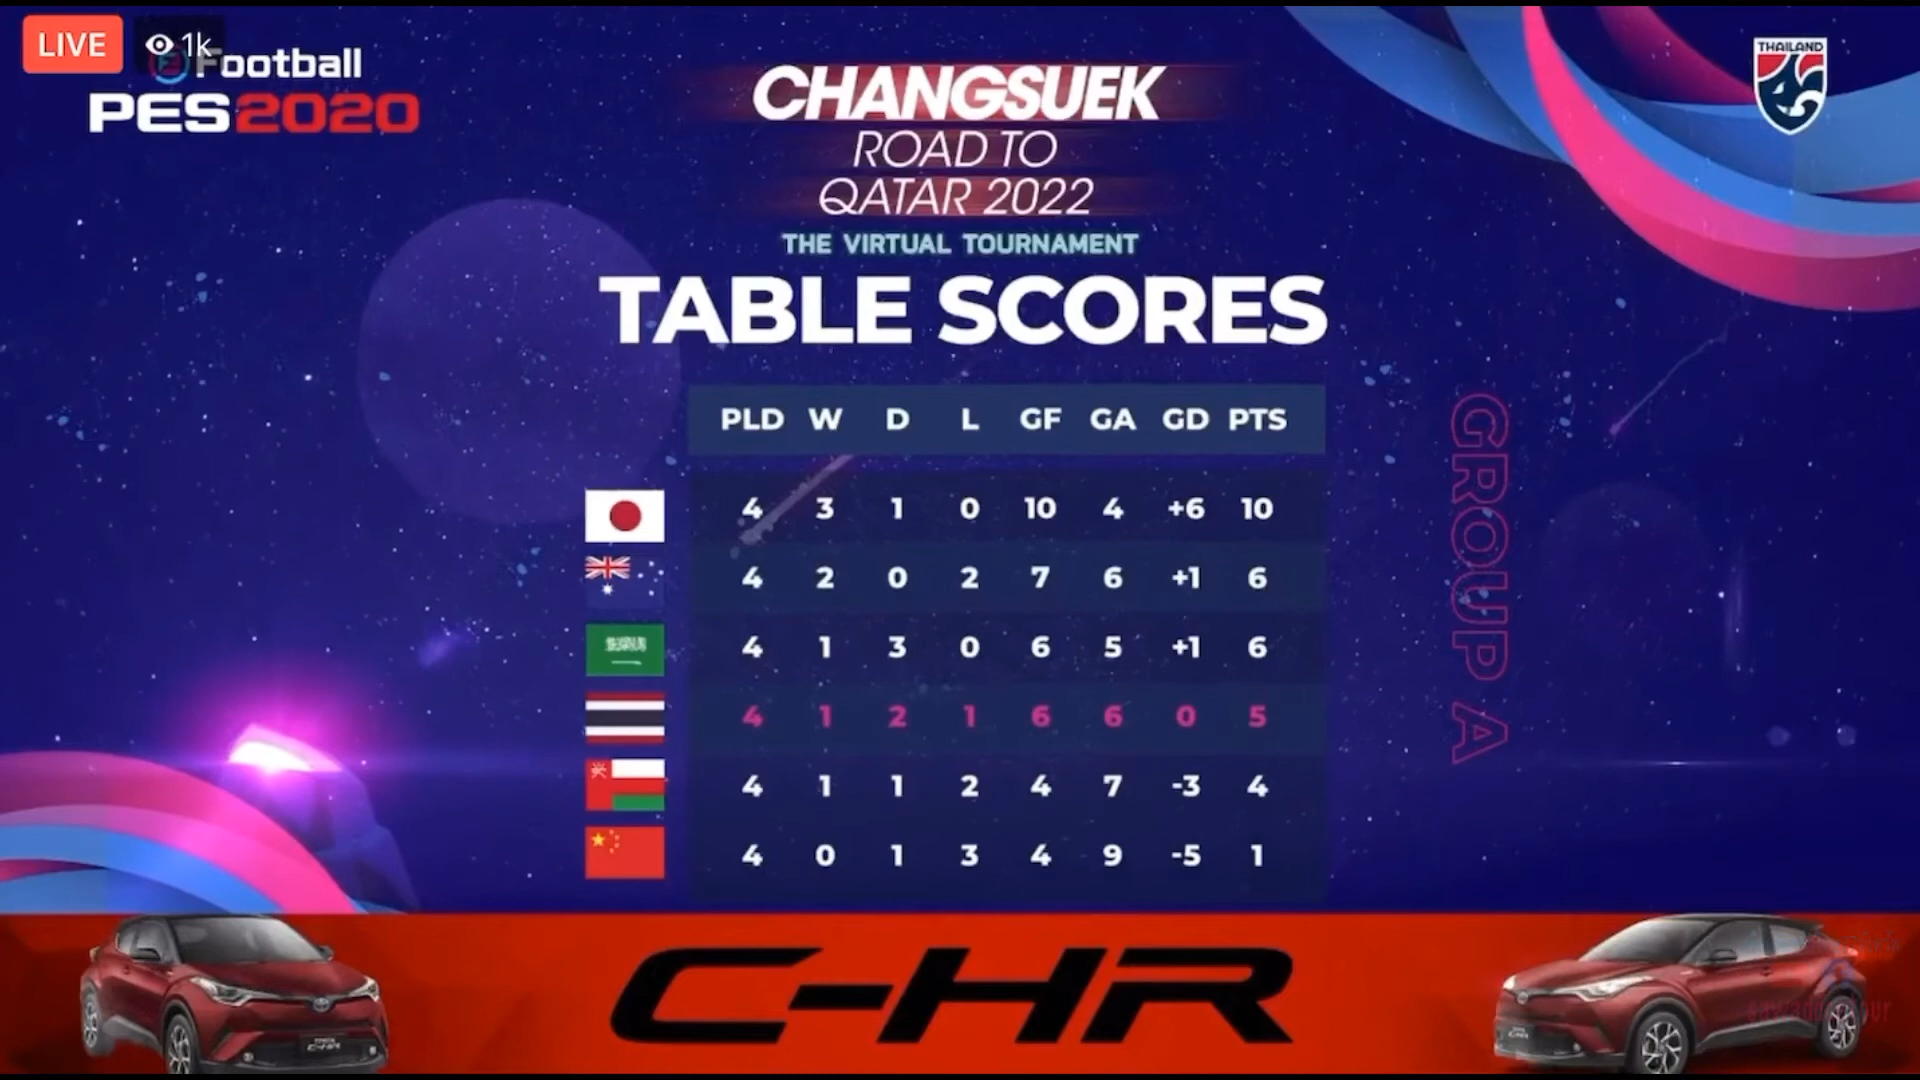 LIVE 1k
Football
PES2020
THAILAND
CHANGSUEK
ROAD TO
QATAR 2022
THE VIRTUAL TOURNAMENT
TABLE SCORES
PLD W D L GF GA GD PTS
4 3 1 0 10 4 +6 10
4 2 0 2 7 6 +1 6
4 1 3 0 6 5 +1 6
4 1 2 1 6 6 0 5
4 1 1 2 4 7 -3 4
4 0 1 3 4 9 -5 1
GROUP A
C-HR